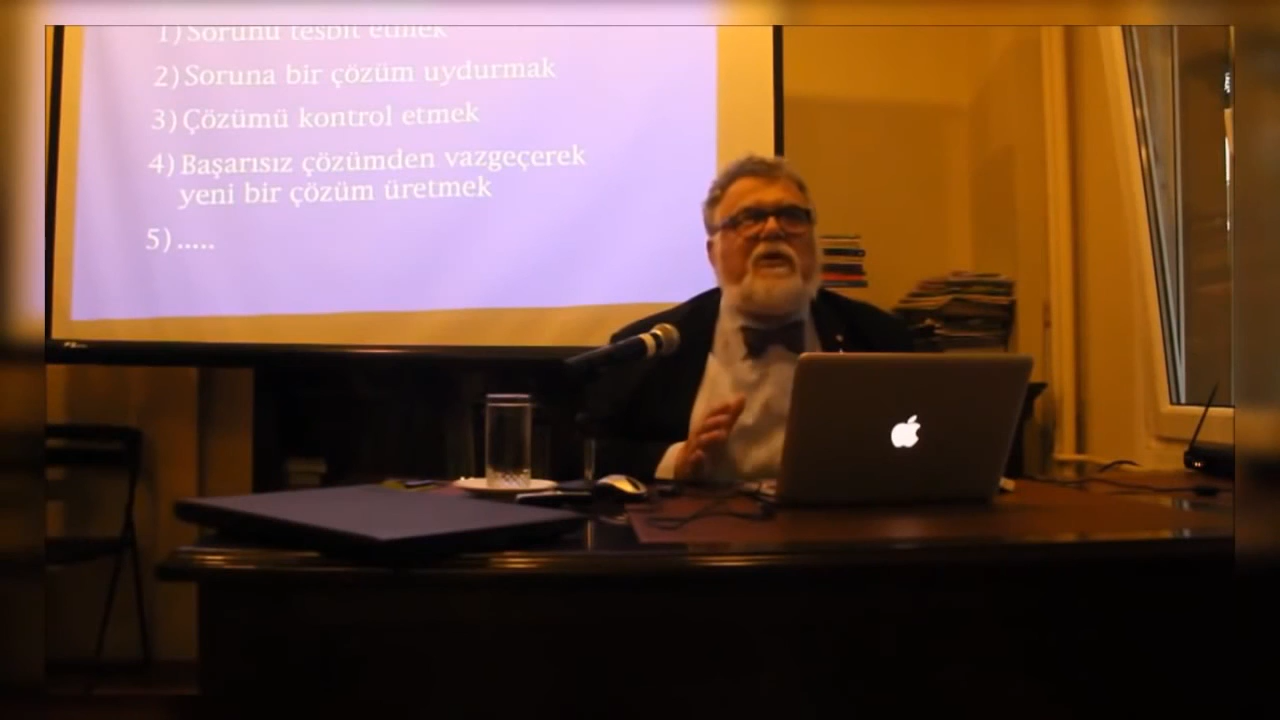 1) Sorunu tesbit etmek
2) Soruna bir çözüm uydurmak
3) Çözümü kontrol etmek
4) Başarısız çözümden vazgeçerek
yeni bir çözüm üretmek
5) .....